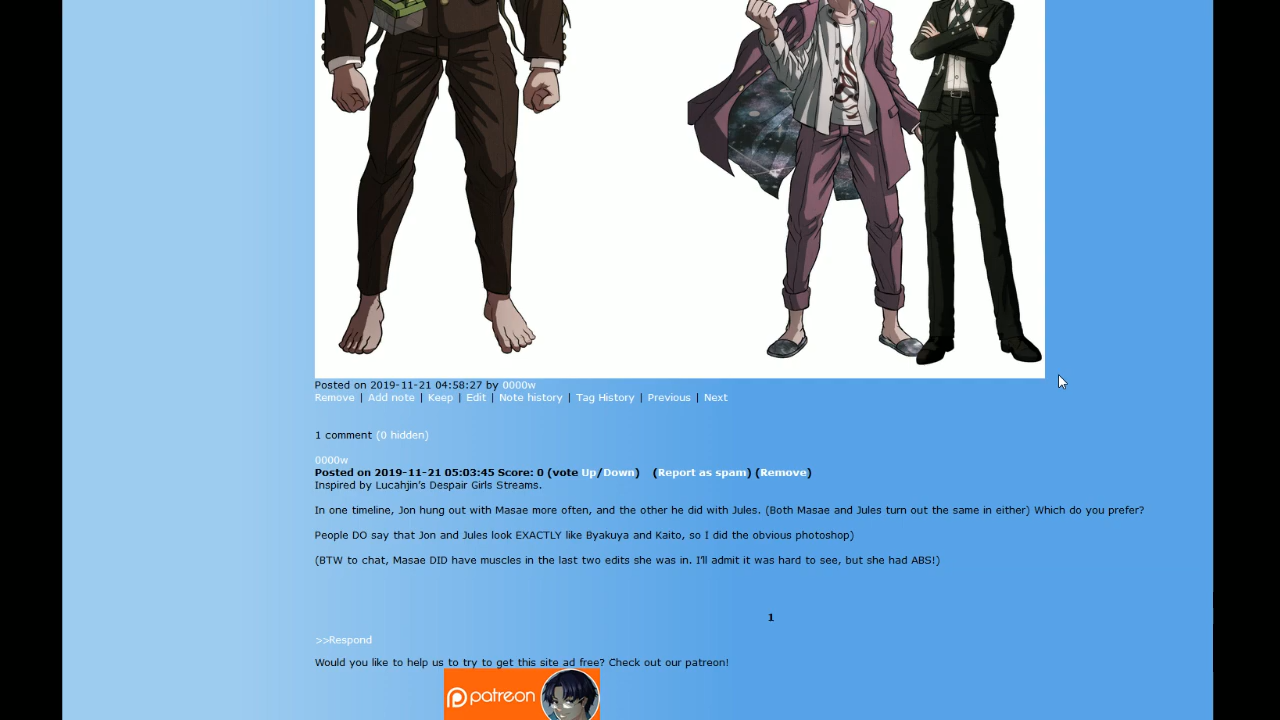 Posted on 2019-11-21 04:58:27 by 0000w
Remove | Add note | Keep | Edit | Note history | Tag History | Previous | Next
1 comment (0 hidden)
0000w
Posted on 2019-11-21 05:03:45 Score: 0 (vote Up/Down) (Report as spam) (Remove)
Inspired by Lucahjin's Despair Girls Streams.
In one timeline, Jon hung out with Masae more often, and the other he did with Jules. (Both Masae and Jules turn out the same in either) Which do you prefer?
People DO say that Jon and Jules look EXACTLY like Byakuya and Kaito, so I did the obvious photoshop)
(BTW to chat, Masae DID have muscles in the last two edits she was in. I'll admit it was hard to see, but she had ABS!)
1
>>Respond
Would you like to help us to try to get this site ad free? Check out our patreon!
patreon